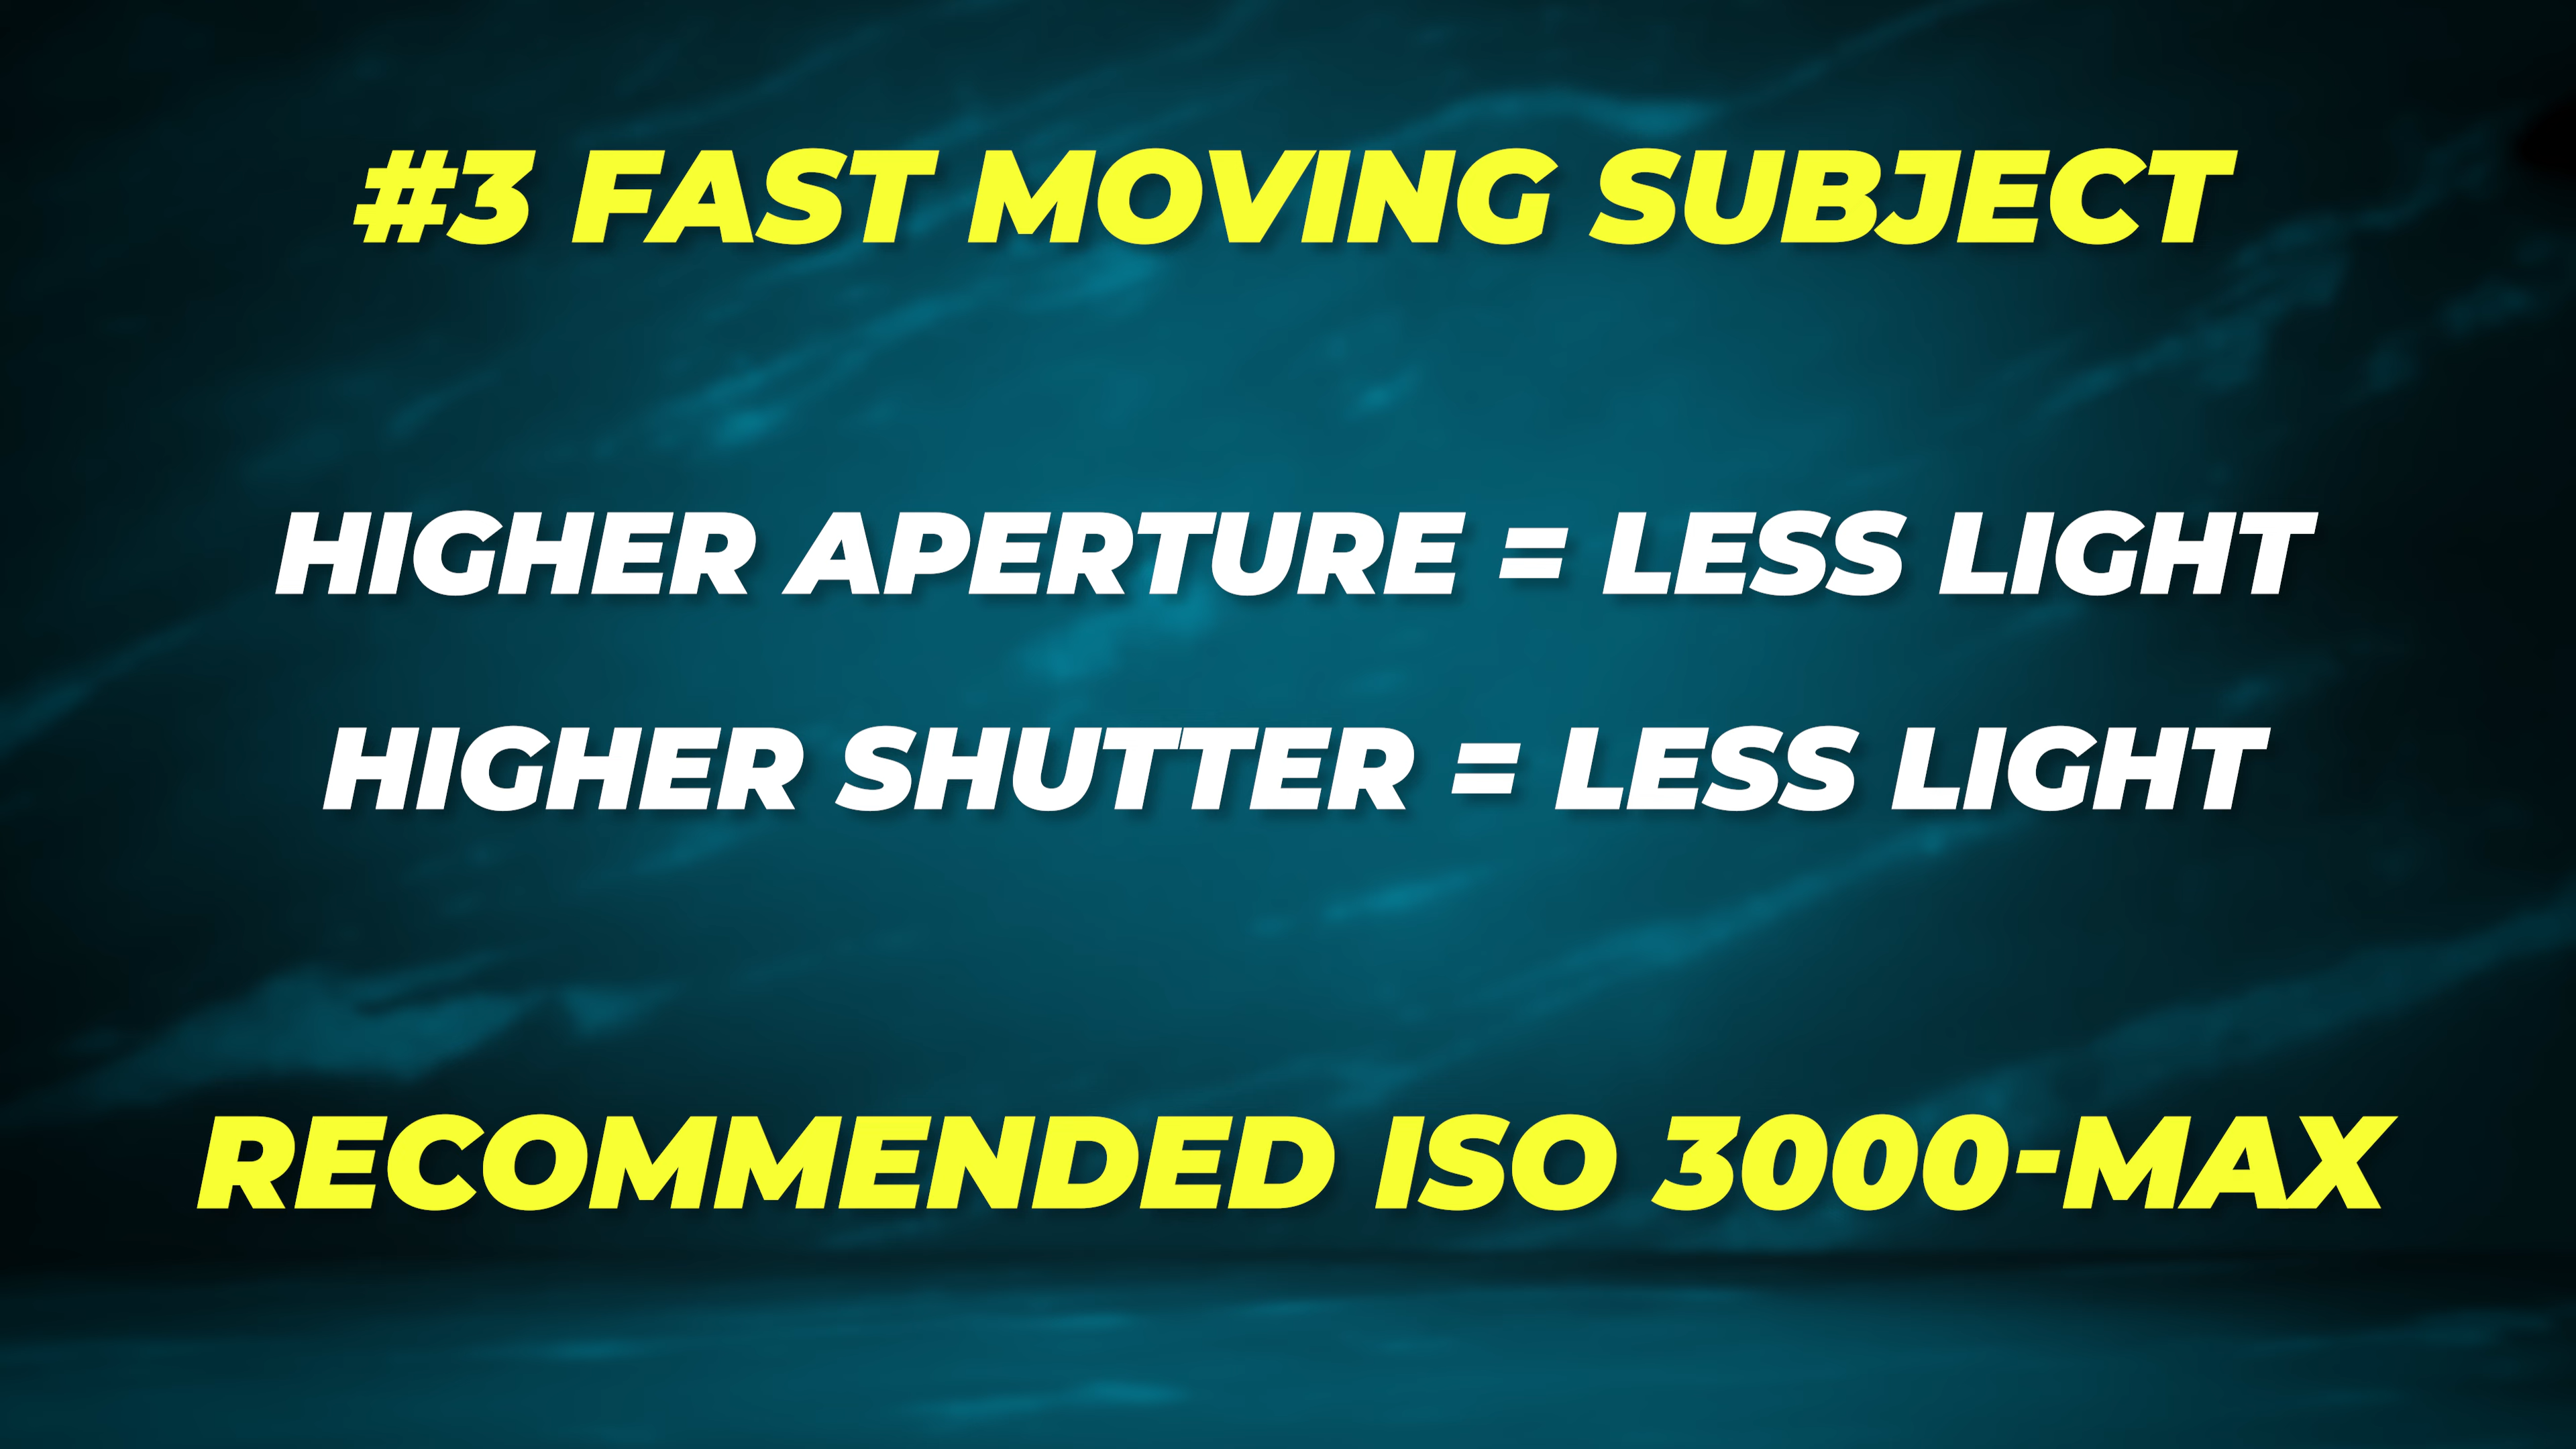 #3 FAST MOVING SUBJECT
HIGHER APERTURE = LESS LIGHT
HIGHER SHUTTER = LESS LIGHT
RECOMMENDED ISO 3000-MAX